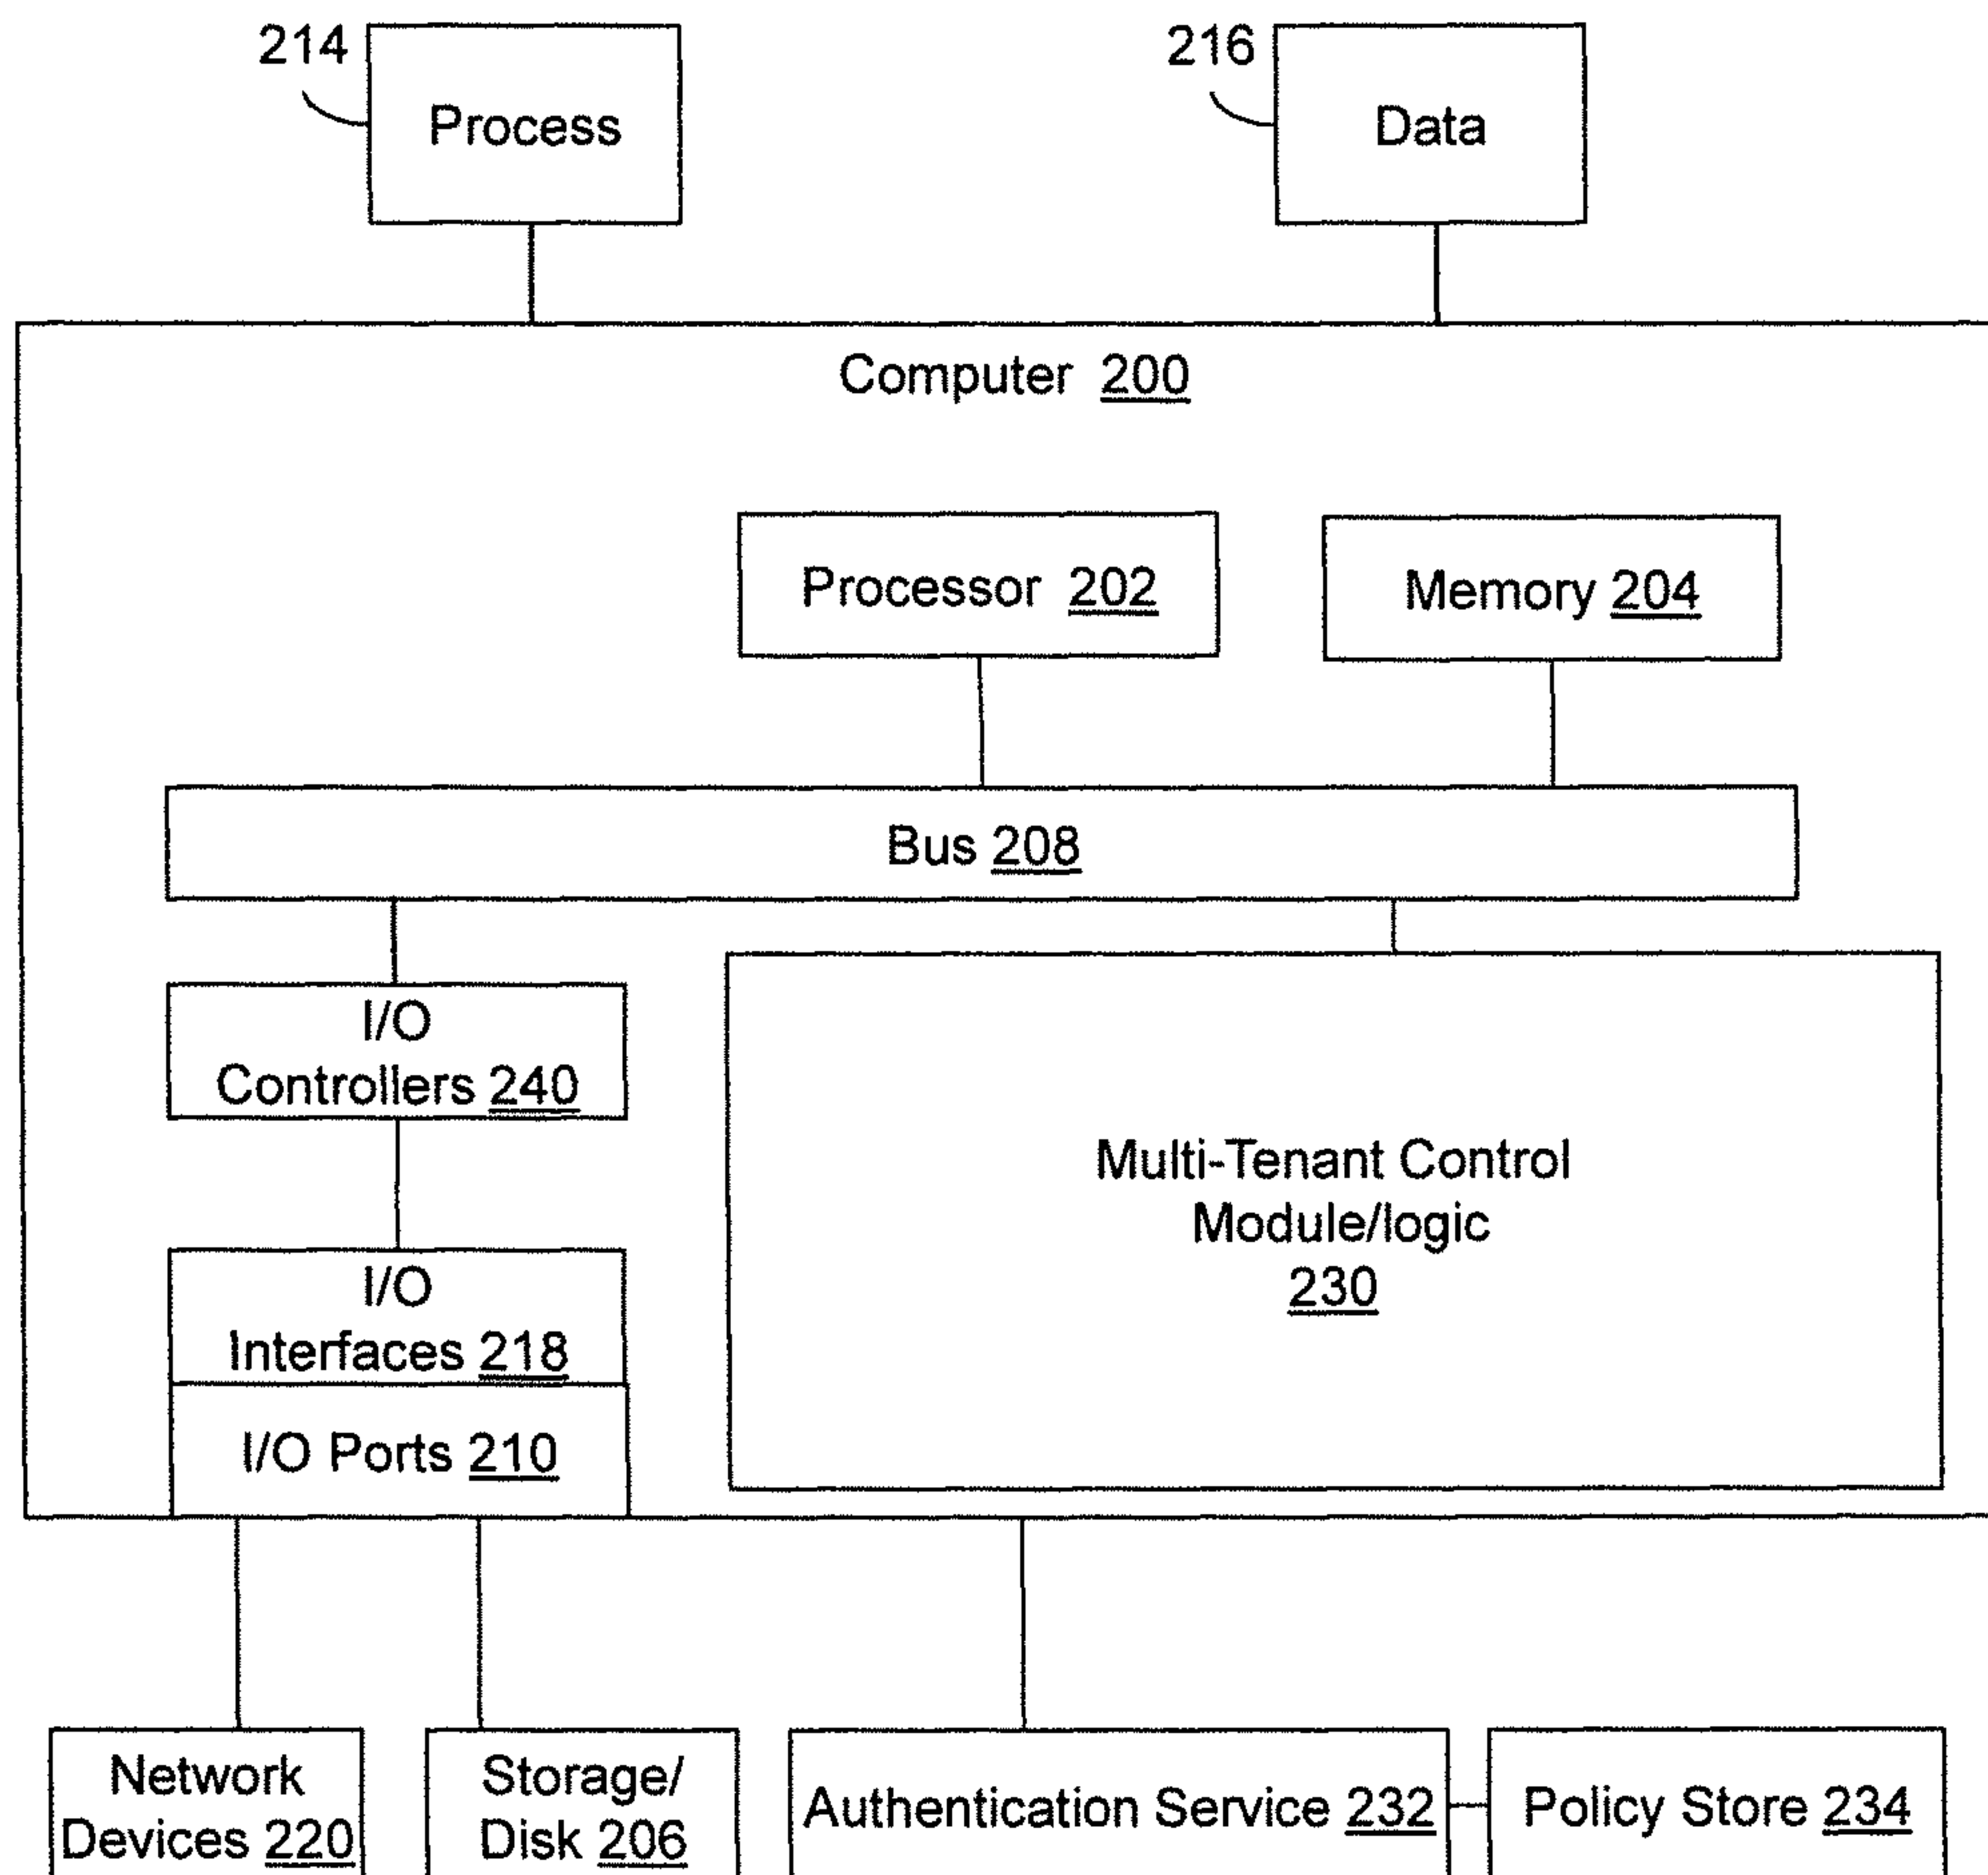 214
Process
216
Data
Computer 200
Processor 202
Memory 204
Bus 208
I/O
Controllers 240
Multi-Tenant Control
Module/logic
230
I/O
Interfaces 218
I/O Ports 210
Network
Devices 220
Storage/
Disk 206
Authentication Service 232
Policy Store 234